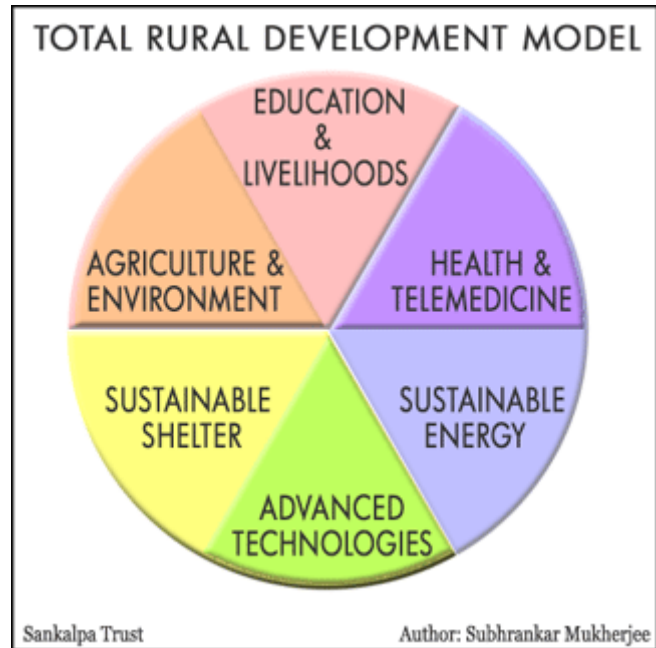 TOTAL RURAL DEVELOPMENT MODEL
EDUCATION
&
LIVELIHOODS
AGRICULTURE &
ENVIRONMENT
HEALTH &
TELEMEDICINE
SUSTAINABLE
SHELTER
SUSTAINABLE
ENERGY
ADVANCED
TECHNOLOGIES
Sankalpa Trust
Author: Subhrankar Mukherjee